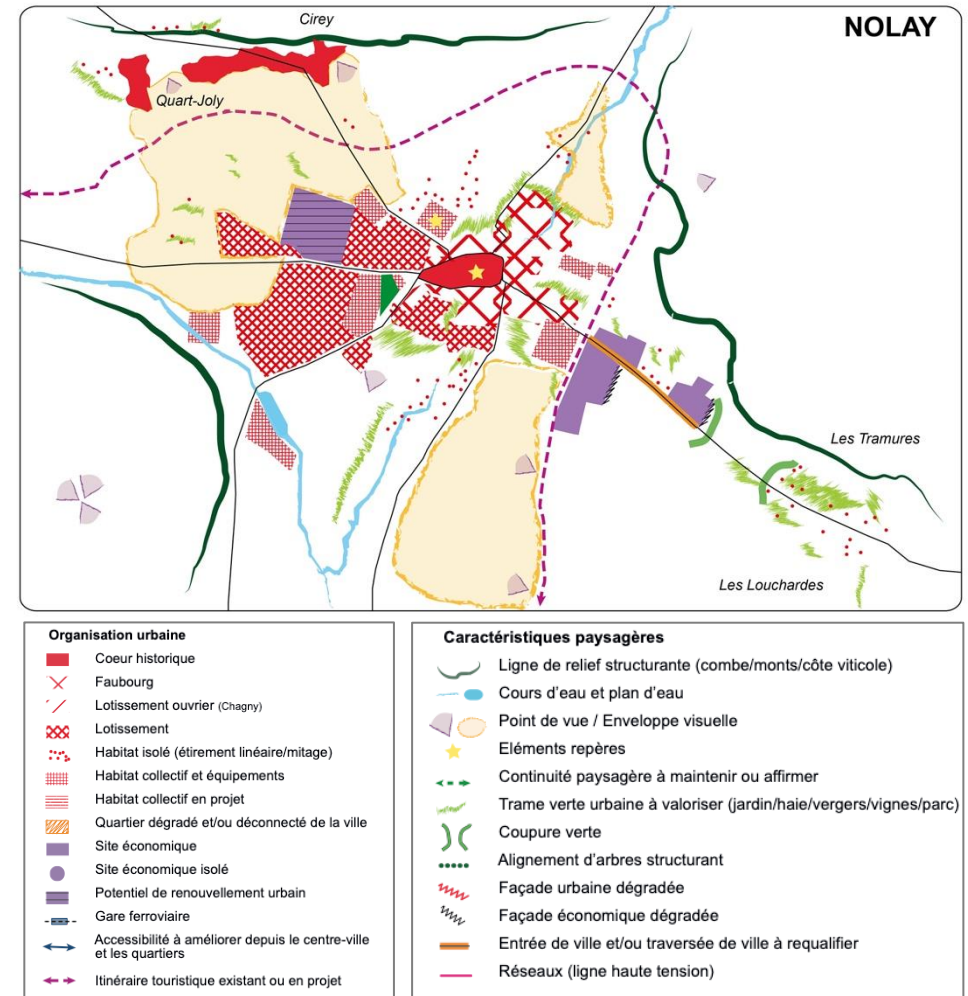 NOLAY
Cirey
Quart-Joly
Les Tramures
Les Louchardes
Organisation urbaine
Coeur historique
Faubourg
Lotissement ouvrier (Chagny)
Lotissement
Habitat isolé (étirement linéaire/mitage)
Habitat collectif et équipements
Habitat collectif en projet
Quartier dégradé et/ou déconnecté de la ville
Site économique
Site économique isolé
Potentiel de renouvellement urbain
Gare ferroviaire
Accessibilité à améliorer depuis le centre-ville
et les quartiers
Itinéraire touristique existant ou en projet
Caractéristiques paysagères
Ligne de relief structurante (combe/monts/côte viticole)
Cours d'eau et plan d'eau
Point de vue / Enveloppe visuelle
Eléments repères
Continuité paysagère à maintenir ou affirmer
Trame verte urbaine à valoriser (jardin/haie/vergers/vignes/parc)
Coupure verte
Alignement d'arbres structurant
Façade urbaine dégradée
Façade économique dégradée
Entrée de ville et/ou traversée de ville à requalifier
Réseaux (ligne haute tension)